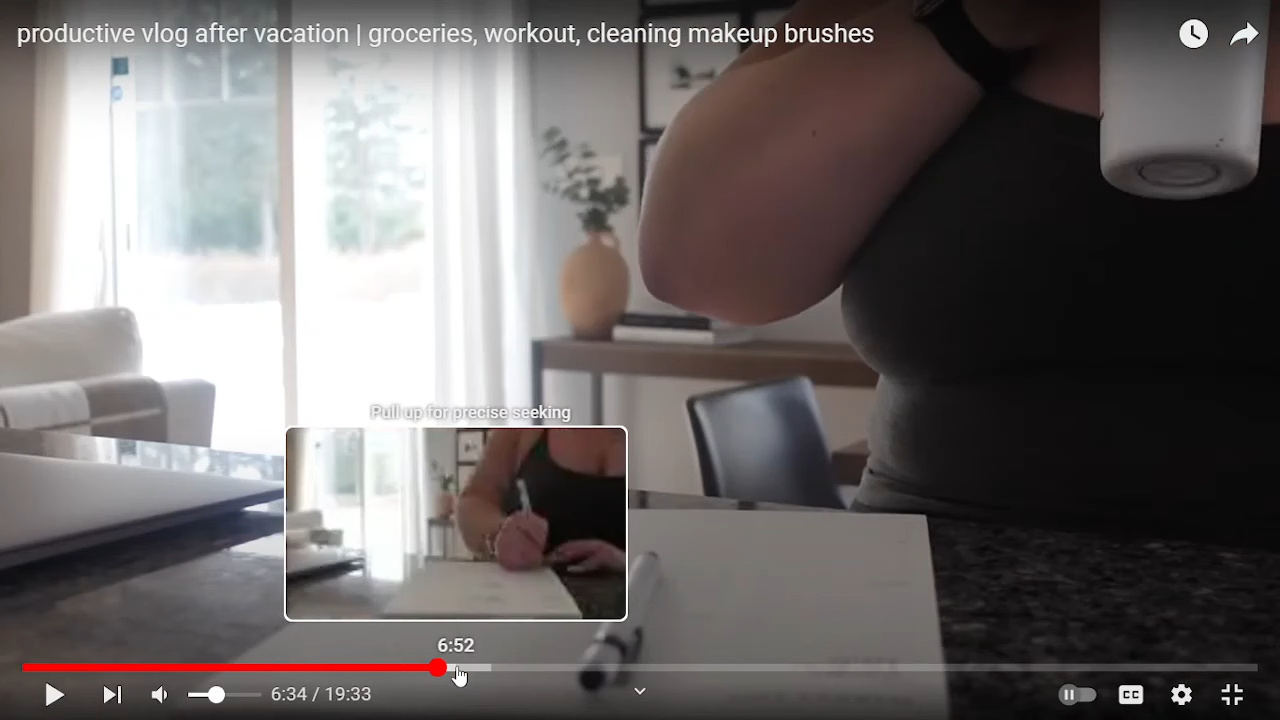 productive vlog after vacation | groceries, workout, cleaning makeup brushes
Pull up for precise seeking
6:52
6:34 / 19:33
CC